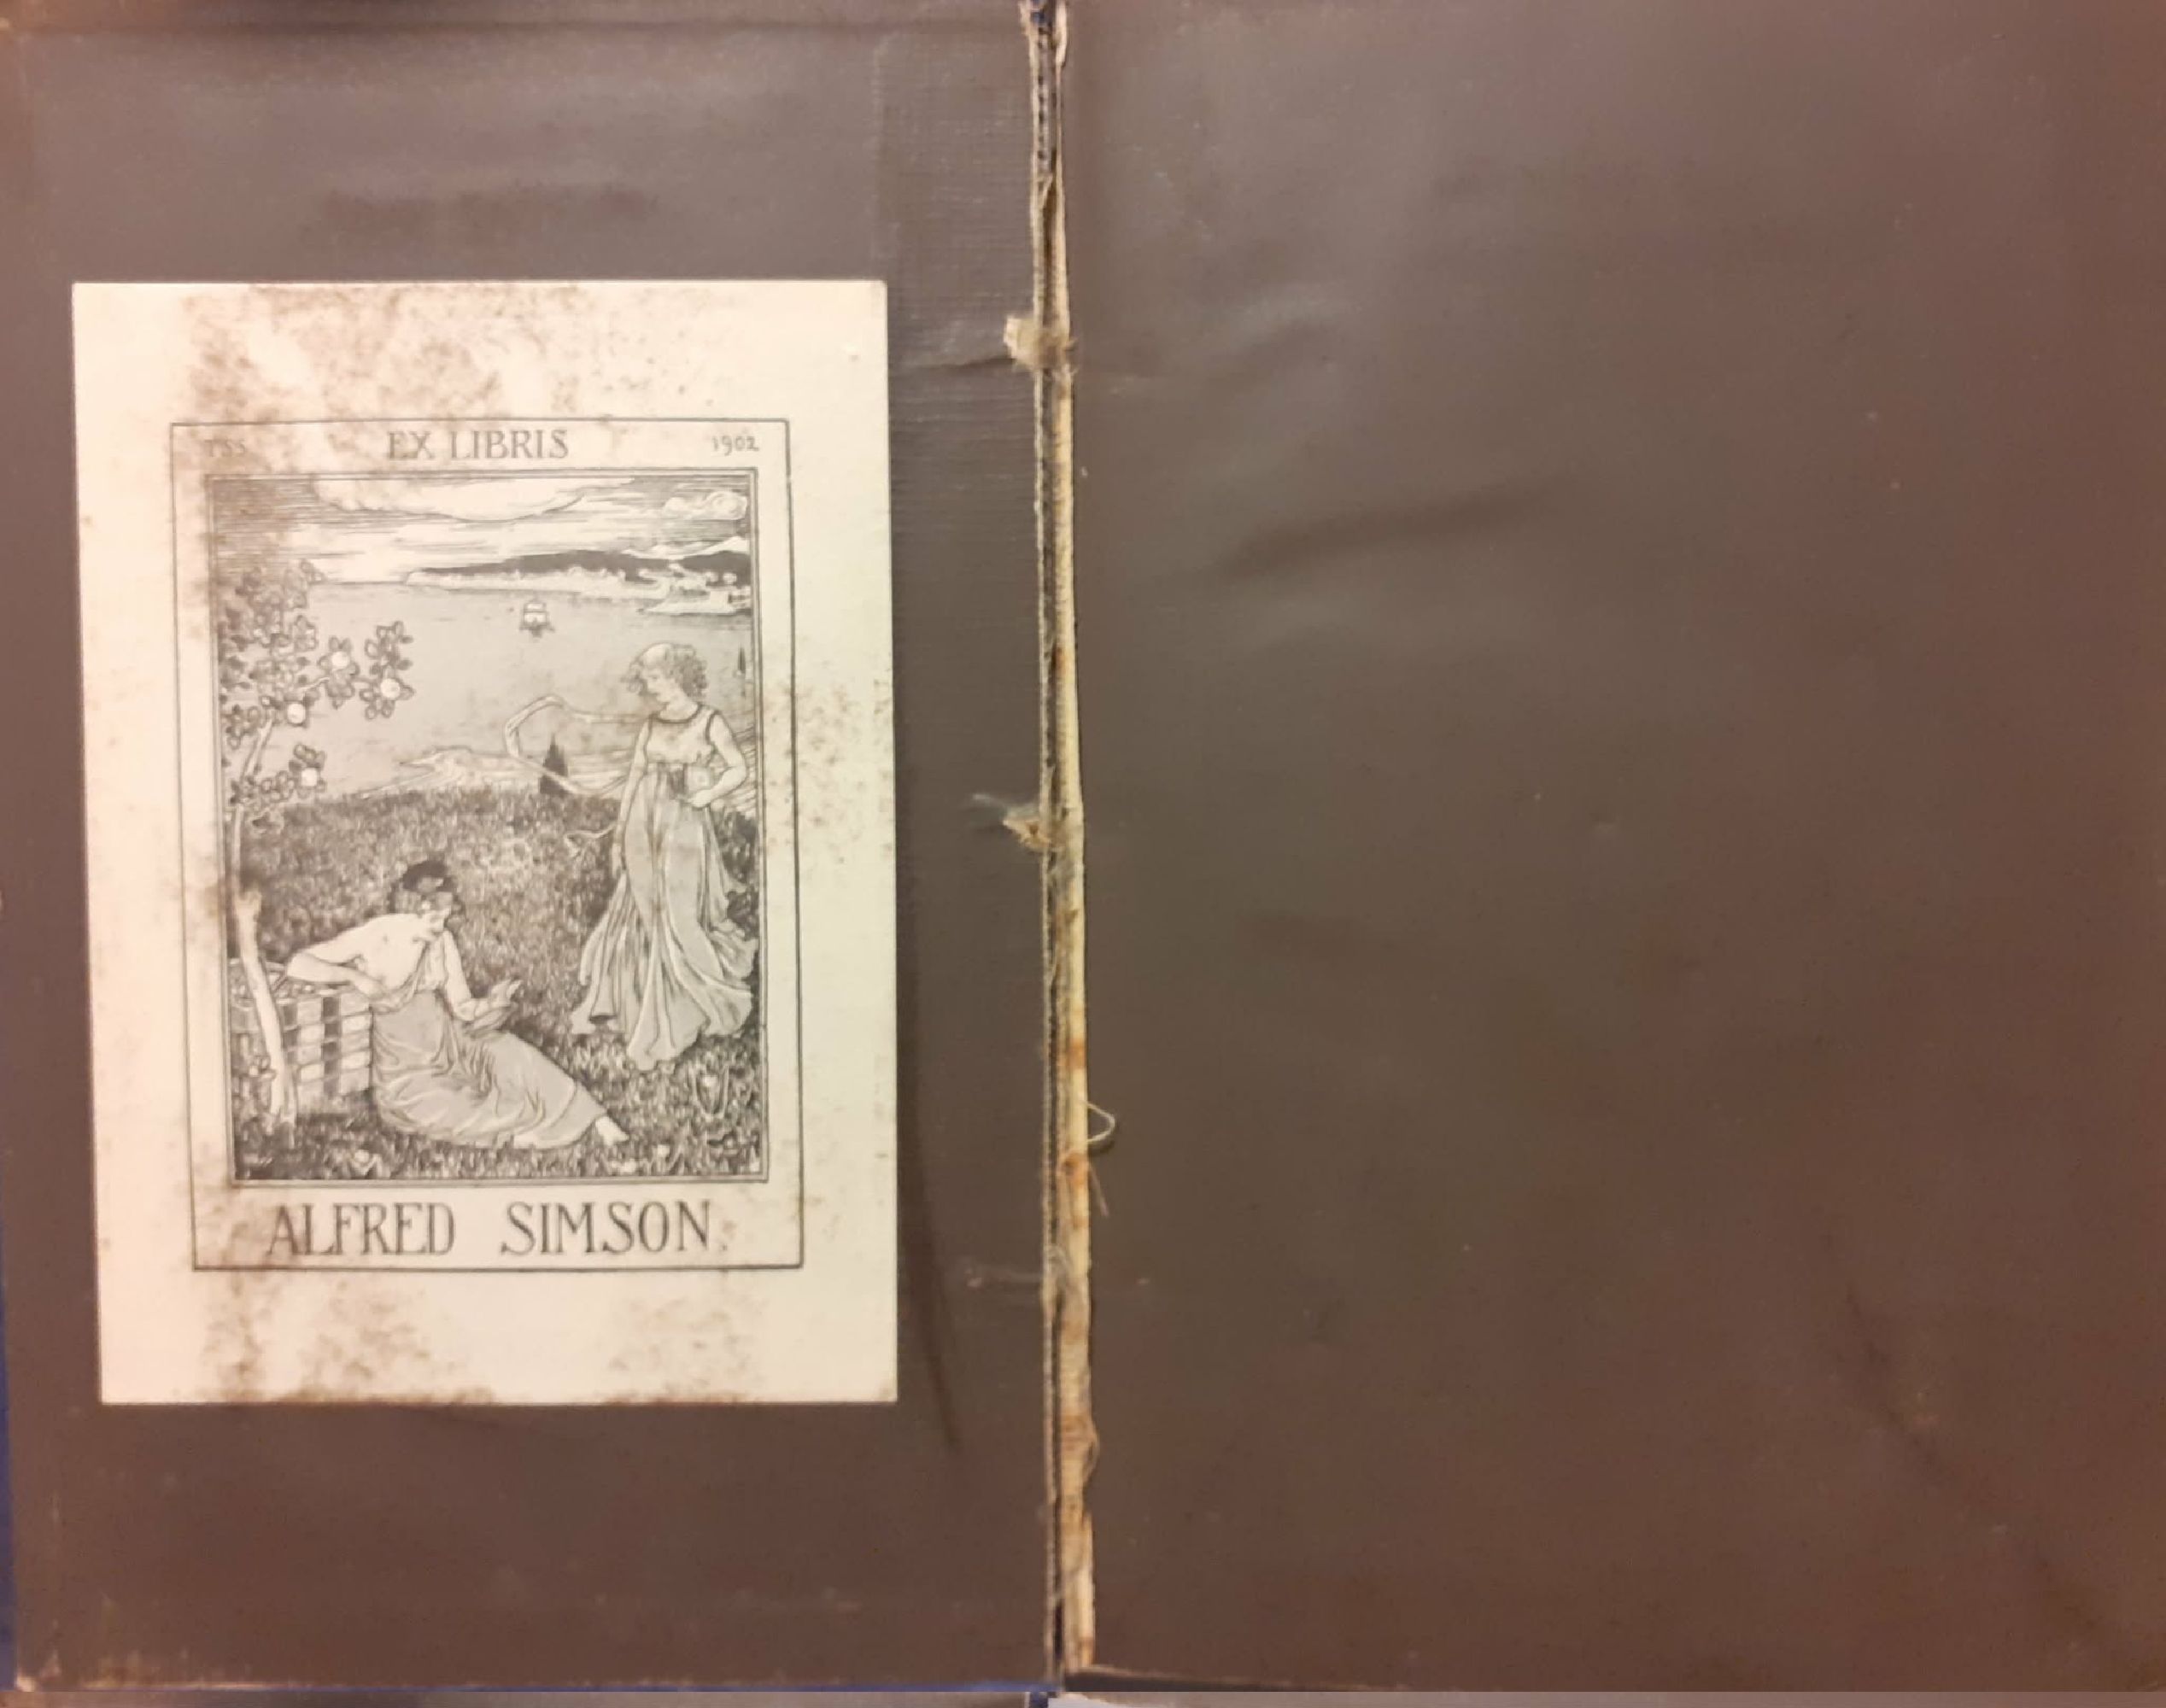 EX LIBRIS 1902
ALFRED SIMSON.